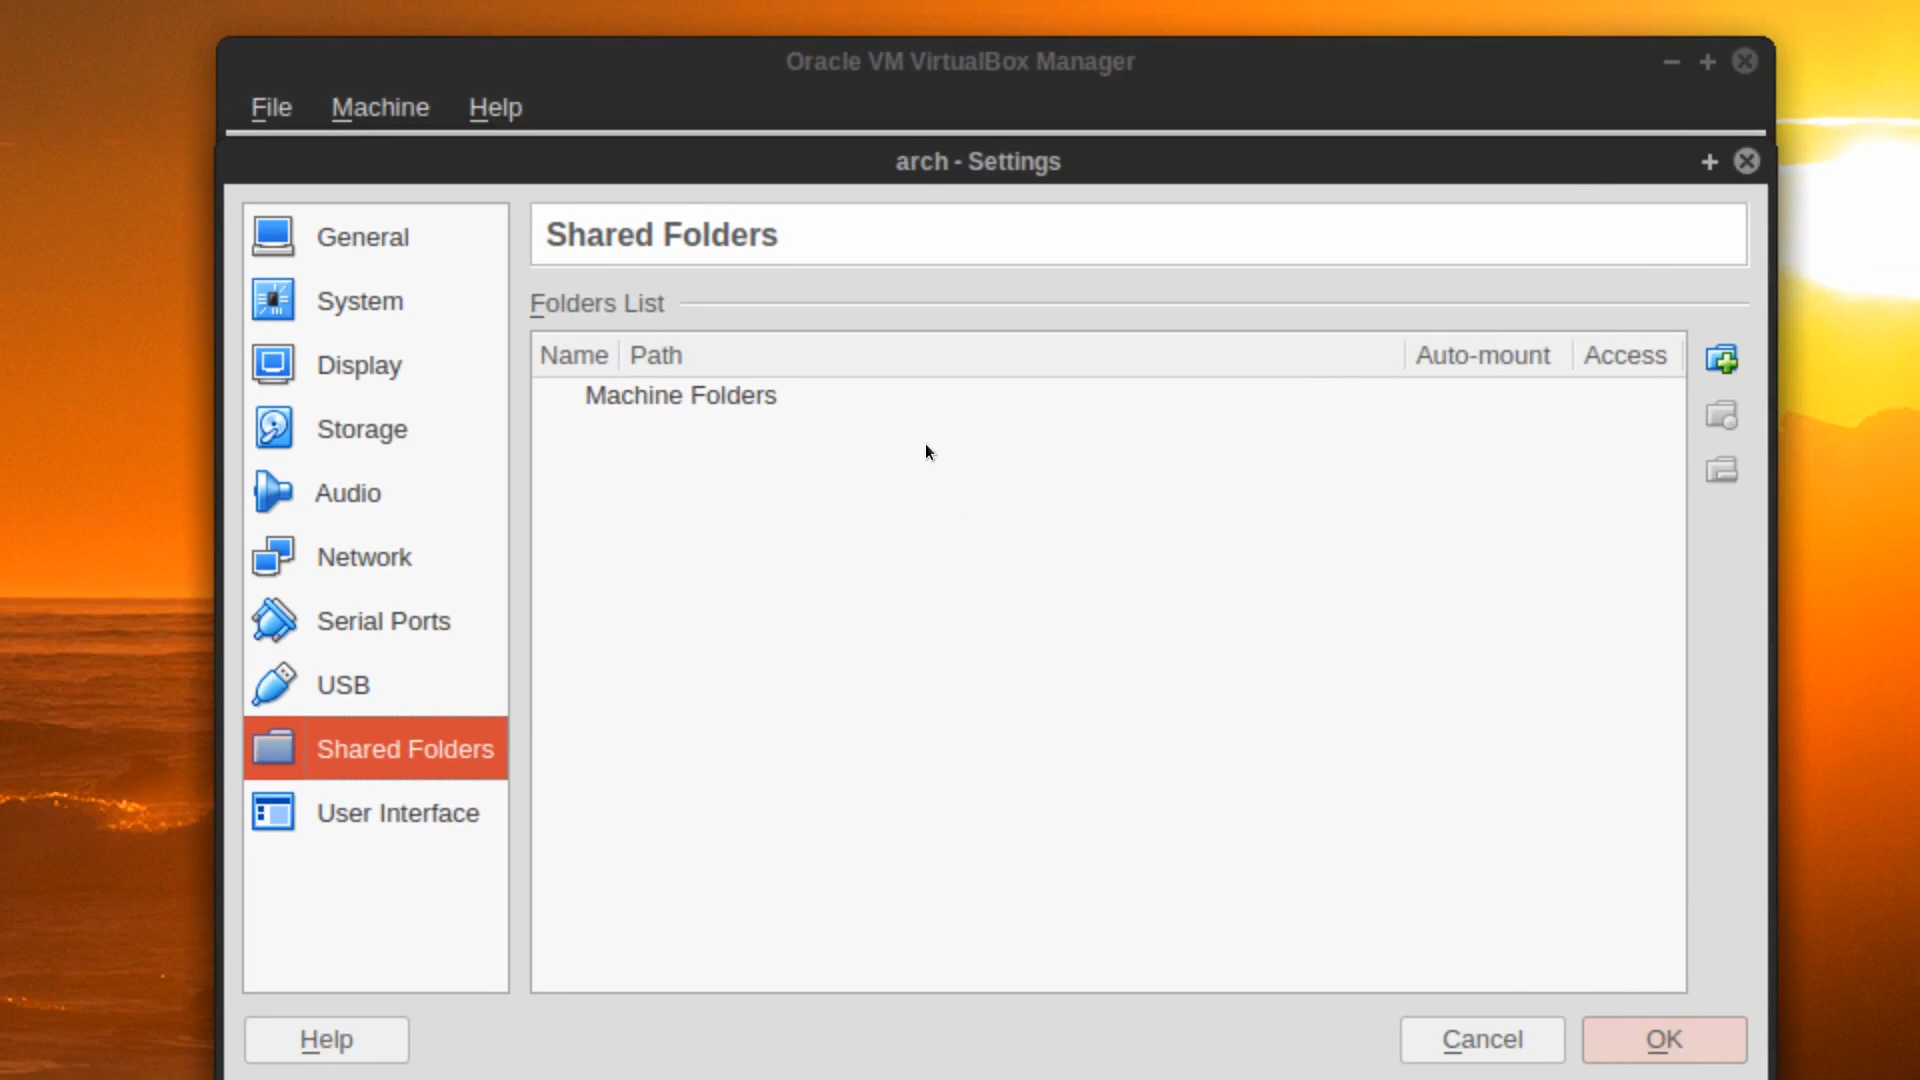 Oracle VM VirtualBox Manager
File Machine Help
arch - Settings
General
System
Display
Storage
Audio
Network
Serial Ports
USB
Shared Folders
User Interface
Shared Folders
Folders List
Name Path Auto-mount Access
Machine Folders
Help Cancel OK